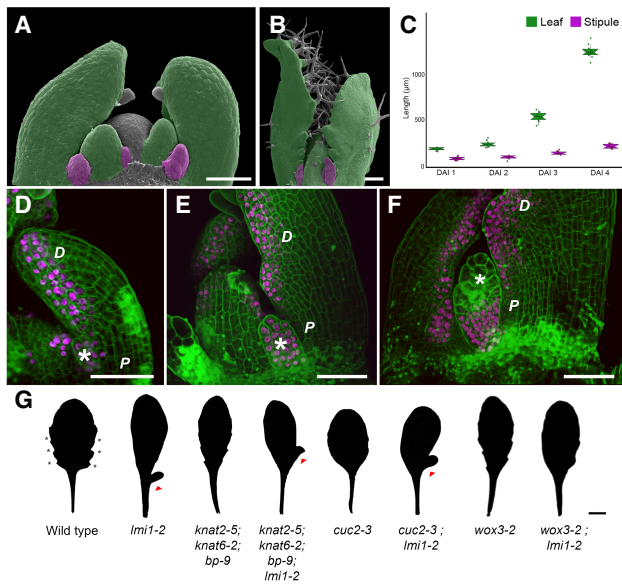 A
B
C
Leaf Stipule
Length (µm)
1000
500
0
DAI 1 DAI 2 DAI 3 DAI 4
D
D
*
P
E
D
*
P
F
D
*
P
G
* *
* *
* *
Wild type
lmi1-2
knat2-5;
knat6-2;
bp-9
knat2-5;
knat6-2;
bp-9;
lmi1-2
cuc2-3
cuc2-3 ;
lmi1-2
wox3-2
wox3-2 ;
lmi1-2